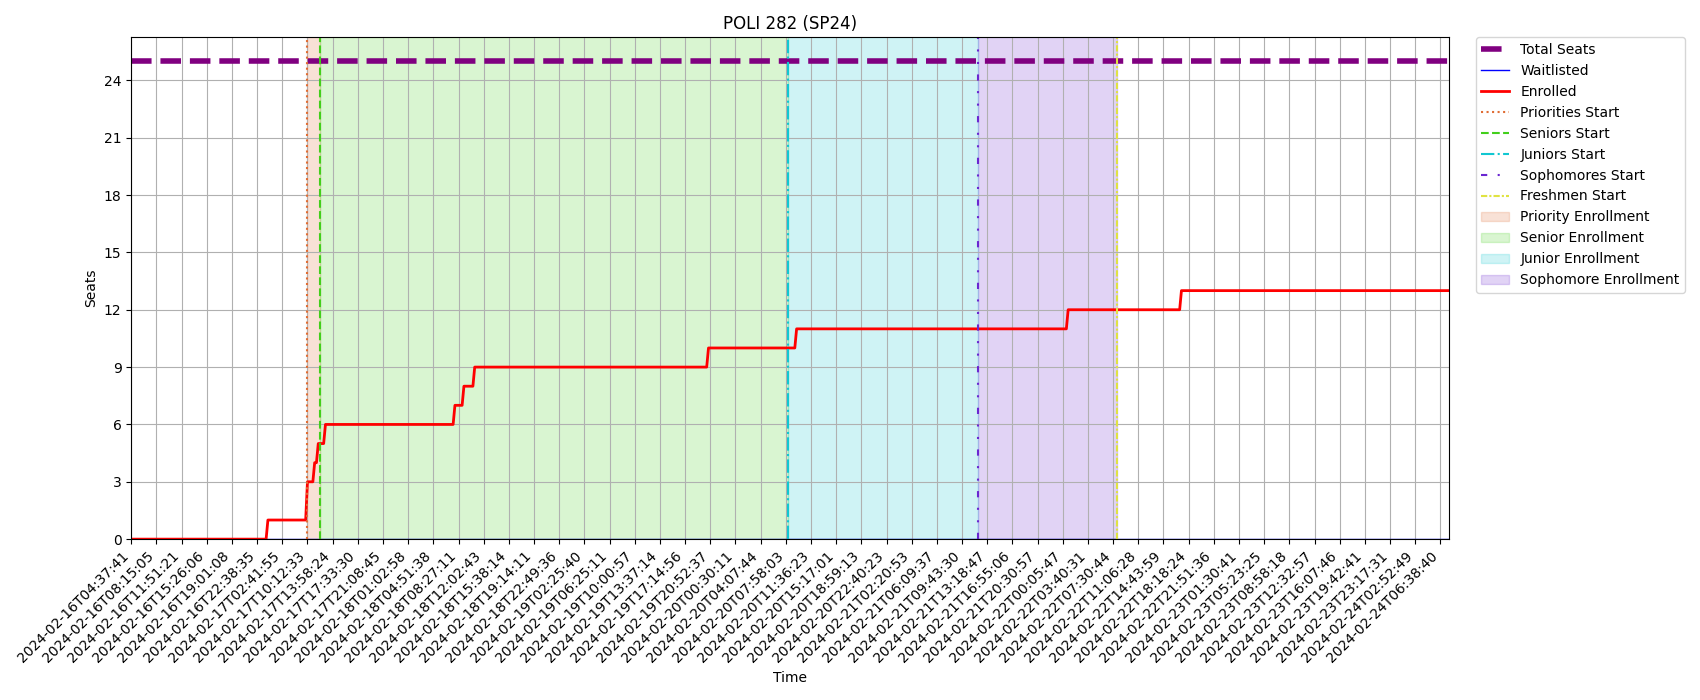 POLI 282 (SP24)
Seats
24
21
18
15
12
9
6
3
0
2024-02-16T04:37:41
2024-02-16T08:15:05
2024-02-16T11:51:21
2024-02-16T15:26:06
2024-02-16T19:01:08
2024-02-16T22:38:35
2024-02-17T02:41:55
2024-02-17T10:12:33
2024-02-17T13:58:24
2024-02-17T17:33:30
2024-02-17T21:08:45
2024-02-18T01:02:58
2024-02-18T04:51:38
2024-02-18T08:27:11
2024-02-18T12:02:43
2024-02-18T15:38:14
2024-02-18T19:14:11
2024-02-18T22:49:36
2024-02-19T02:25:40
2024-02-19T06:25:11
2024-02-19T10:00:57
2024-02-19T13:37:14
2024-02-19T17:14:56
2024-02-19T20:52:37
2024-02-20T00:30:11
2024-02-20T04:07:44
2024-02-20T07:58:03
2024-02-20T11:36:23
2024-02-20T15:17:01
2024-02-20T18:59:13
2024-02-20T22:40:23
2024-02-21T02:20:53
2024-02-21T06:09:37
2024-02-21T09:43:30
2024-02-21T13:18:47
2024-02-21T16:55:06
2024-02-21T20:30:57
2024-02-22T00:05:47
2024-02-22T03:40:31
2024-02-22T07:30:44
2024-02-22T11:06:28
2024-02-22T14:43:59
2024-02-22T18:18:24
2024-02-22T21:51:36
2024-02-23T01:30:41
2024-02-23T05:23:25
2024-02-23T08:58:18
2024-02-23T12:32:57
2024-02-23T16:07:46
2024-02-23T19:42:41
2024-02-23T23:17:31
2024-02-24T02:52:49
2024-02-24T06:38:40
Time
Total Seats
Waitlisted
Enrolled
Priorities Start
Seniors Start
Juniors Start
Sophomores Start
Freshmen Start
Priority Enrollment
Senior Enrollment
Junior Enrollment
Sophomore Enrollment